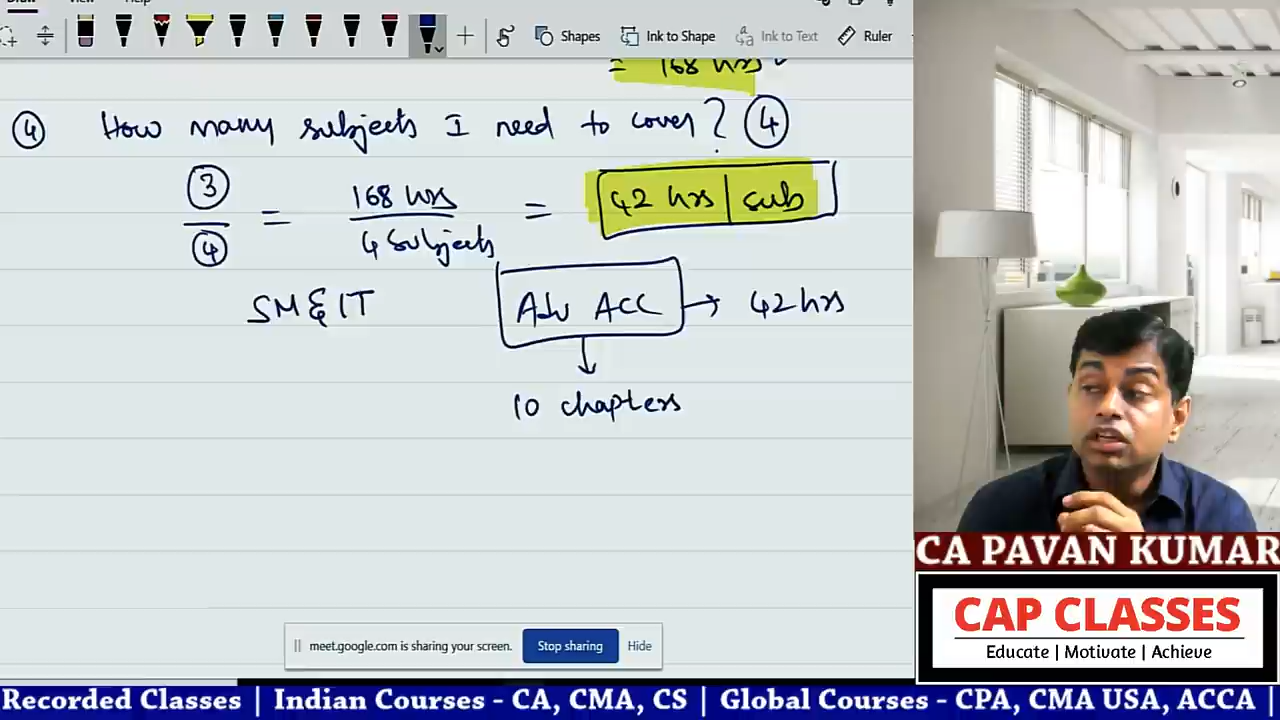 Shapes Ink to Shape Ink to Text Ruler
= 168 hrs
④ How many subjects I need to cover? ④
③ / ④ = 168 hrs / 4 Subjects = 42 hrs | sub
SM & IT Adv ACC → 42 hrs
10 chapters
meet.google.com is sharing your screen. Stop sharing Hide
CA PAVAN KUMAR
CAP CLASSES
Educate | Motivate | Achieve
Recorded Classes | Indian Courses - CA, CMA, CS | Global Courses - CPA, CMA USA, ACCA |